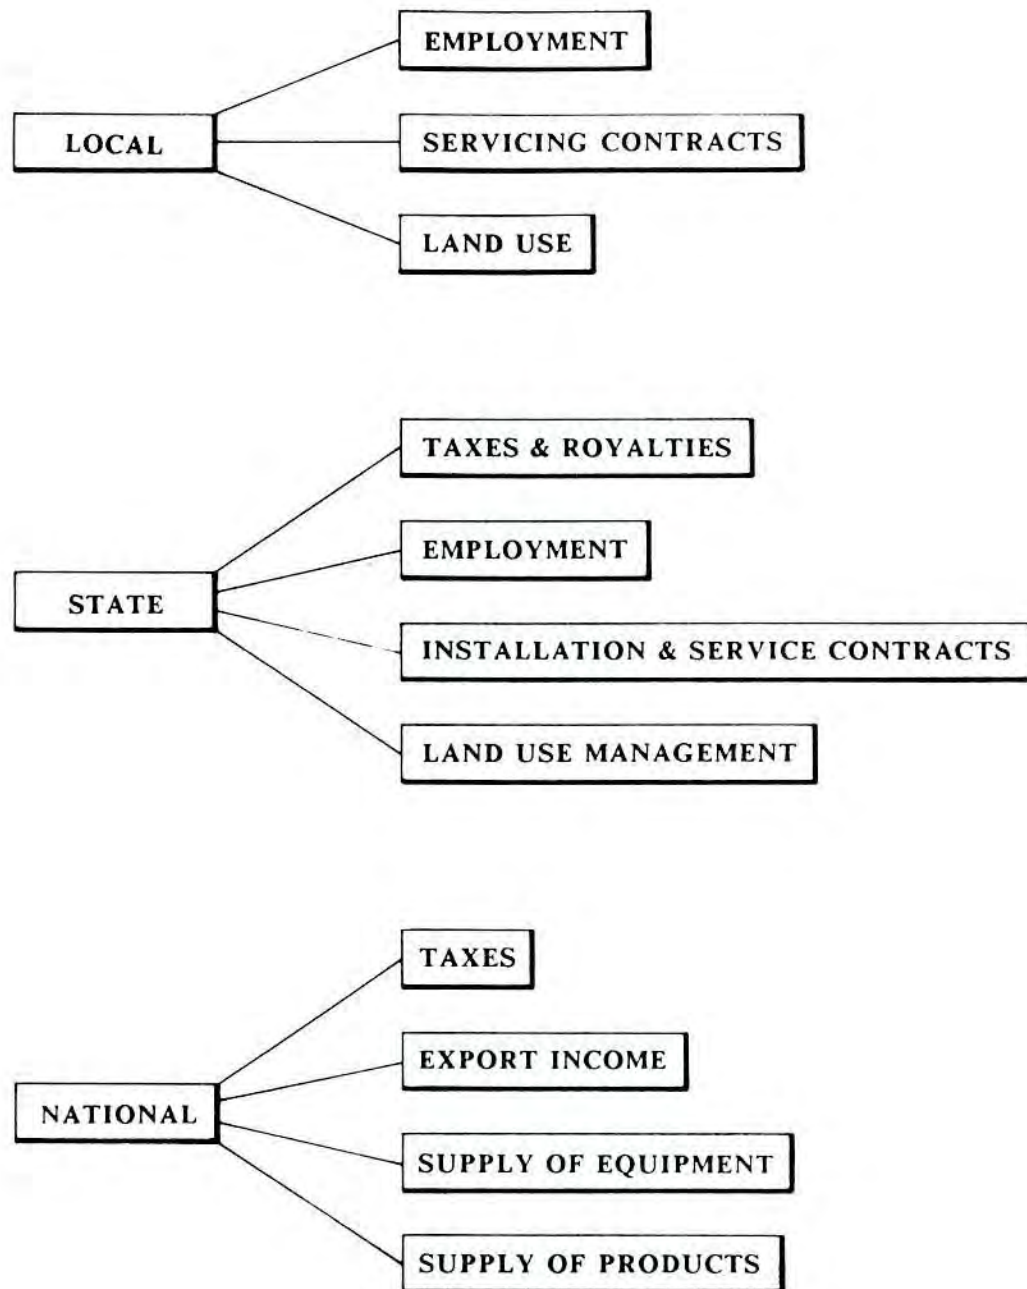 LOCAL
EMPLOYMENT
SERVICING CONTRACTS
LAND USE
STATE
TAXES & ROYALTIES
EMPLOYMENT
INSTALLATION & SERVICE CONTRACTS
LAND USE MANAGEMENT
NATIONAL
TAXES
EXPORT INCOME
SUPPLY OF EQUIPMENT
SUPPLY OF PRODUCTS